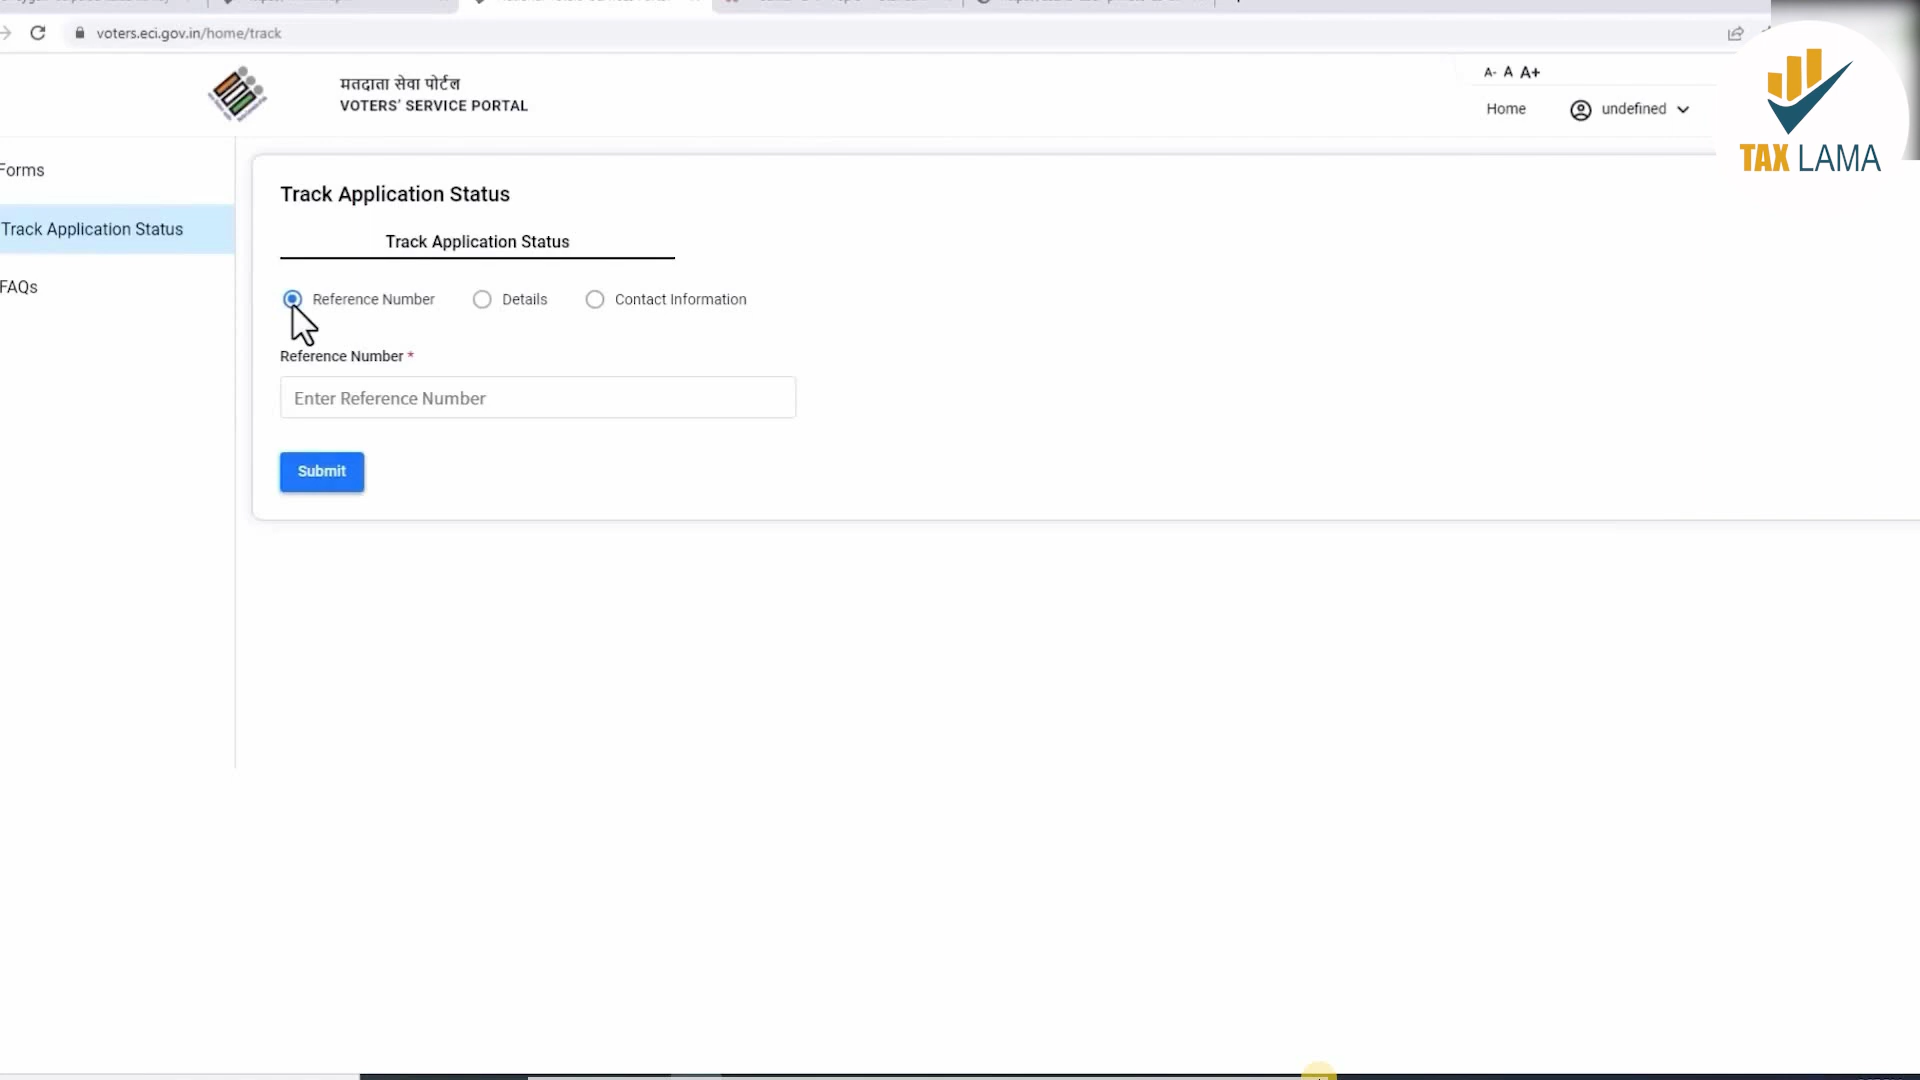 voters.eci.gov.in/home/track
मतदाता सेवा पोर्टल
VOTERS' SERVICE PORTAL
A- A A+
Home
undefined
TAX LAMA
Forms
Track Application Status
FAQs
Track Application Status
Track Application Status
Reference Number
Details
Contact Information
Reference Number *
Enter Reference Number
Submit